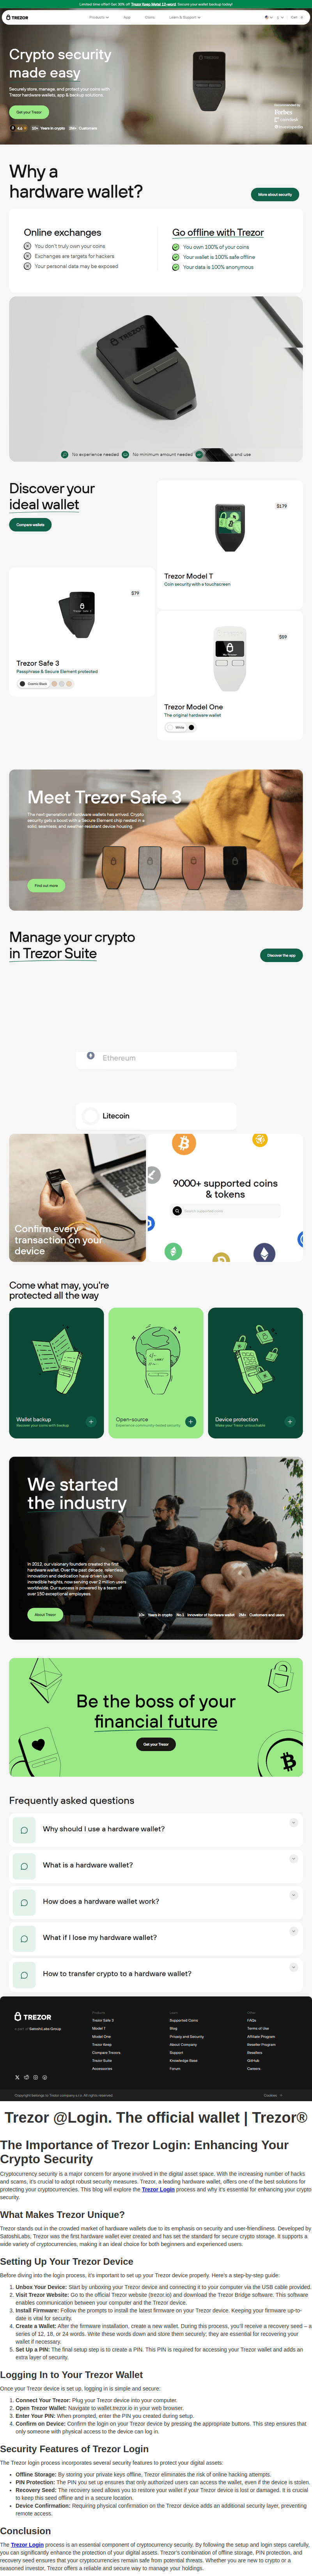 Limited time offer! Get 30% off Trezor Keep Metal 12-word. Secure your wallet backup today!
TREZOR
Products
App
Coins
Learn & Support
Cart
Crypto security
made easy
Securely store, manage, and protect your coins with
Trezor hardware wallets, app & backup solutions
Get your Trezor
10+ Years in crypto
2M+ Customers
Forbes
coindesk
Investopedia
Why a
hardware wallet?
More about security
Online exchanges
You don't truly own your coins
Exchanges are targets for hackers
Your personal data may be exposed
Go offline with Trezor
You own 100% of your coins
Your wallet is 100% safe offline
Your data is 100% anonymous
TREZOR
No experience needed
No minimum amount needed
Discover your
ideal wallet
Compare wallets
$179
Trezor Model T
Coin security with a touchscreen
$79
Trezor Safe 3
Passphrase & Secure Element protected
Cosmic Black
$59
Trezor Model One
The original hardware wallet
White
Meet Trezor Safe 3
The next generation of hardware wallets has arrived. Crypto
security gets a boost with a Secure Element chip nested in a
solid, seamless, and weather resistant device housing.
Find out more
Manage your crypto
in Trezor Suite
Discover the app
Ethereum
Litecoin
Confirm every
transaction on your
device
9000+ supported coins
& tokens
Search supported coins
Come what may, you're
protected all the way
Wallet backup
Recover your coins with backup
Open-source
Experience community-tested security
Device protection
Make your Trezor untouchable
We started
the industry
In 2012, our visionary founders created the first
hardware wallet. Over the past decade, relentless
innovation and dedication to our users has led to
incredible heights, now serving over 2 million users
worldwide. Our success is powered by a team of
over 150 exceptional employees.
About Trezor
10+ Years in crypto
No.1 Innovator of hardware wallet
2M+ Customers and users
Be the boss of your
financial future
Get your Trezor
Frequently asked questions
Why should I use a hardware wallet?
What is a hardware wallet?
How does a hardware wallet work?
What if I lose my hardware wallet?
How to transfer crypto to a hardware wallet?
TREZOR
SatoshiLabs Group
Products
Trezor Safe 3
Model T
Model One
Trezor Keep
Compare Trezors
Trezor Suite
Accessories
Learn
Supported Coins
Blog
Privacy and Security
About Company
Support
Knowledge Base
Forum
Other
FAQs
Terms of Use
Affiliate Program
Reseller Program
Resellers
GitHub
Careers
Copyright belongs to Trezor company s.r.o. All rights reserved.
Cookies
Trezor @Login. The official wallet | Trezor®
The Importance of Trezor Login: Enhancing Your
Crypto Security
Cryptocurrency security is a major concern for anyone involved in the digital asset space. With the increasing number of hacks
and scams, it's crucial to adopt robust security measures. Trezor, a leading hardware wallet, offers one of the best solutions for
protecting your cryptocurrencies. This blog will explore the Trezor Login process and why it's essential for enhancing your crypto
security.
What Makes Trezor Unique?
Trezor stands out in the crowded market of hardware wallets due to its emphasis on security and user-friendliness. Developed by
SatoshiLabs, Trezor was the first hardware wallet ever created and has set the standard for secure crypto storage. It supports a
wide variety of cryptocurrencies, making it an ideal choice for both beginners and experienced users.
Setting Up Your Trezor Device
Before diving into the login process, it's important to set up your Trezor device properly. Here's a step-by-step guide:
1. Unbox Your Device: Start by unboxing your Trezor device and connecting it to your computer via the USB cable provided.
2. Visit Trezor Website: Go to the official Trezor website (trezor.io) and download the Trezor Bridge software. This software
enables communication between your computer and the Trezor device.
3. Install Firmware: Follow the prompts to install the latest firmware on your Trezor device. Keeping your firmware up-to-
date is vital for security.
4. Create a Wallet: After the firmware installation, create a new wallet. During this process, you'll receive a recovery seed – a
series of 12, 18, or 24 words. Write this seed down and store it securely; they are essential for recovering your
wallet if necessary.
5. Set Up a PIN: The final setup step is to create a PIN. This PIN is required for accessing your Trezor wallet and adds an
extra layer of security.
Logging In to Your Trezor Wallet
Once your Trezor device is set up, logging in is simple and secure:
1. Connect Your Trezor: Plug your Trezor device into your computer.
2. Open Trezor Wallet: Navigate to wallet.trezor.io in your web browser.
3. Enter Your PIN: When prompted, enter the PIN you created during setup.
4. Confirm on Device: Confirm the login on your Trezor device by pressing the appropriate buttons. This step ensures that
only someone with physical access to the device can log in.
Security Features of Trezor Login
The Trezor login process incorporates several security features to protect your digital assets:
• Offline Storage: By storing your private keys offline, Trezor eliminates the risk of online hacking attempts.
• PIN Protection: The PIN you set up ensures that only authorized users can access the wallet, even if the device is stolen.
• Recovery Seed: The recovery seed allows you to restore your wallet if your Trezor device is lost or damaged. It is crucial
to keep this seed offline and in a secure location.
• Device Confirmation: Requiring physical confirmation on the Trezor device adds an additional security layer, preventing
remote access.
Conclusion
The Trezor Login process is an essential component of cryptocurrency security. By following the setup and login steps carefully,
you can significantly enhance the protection of your digital assets. Trezor's combination of offline storage, PIN protection, and
recovery seed ensures that your cryptocurrencies remain safe from potential threats. Whether you are new to crypto or a
seasoned investor, Trezor offers a reliable and secure way to manage your holdings.